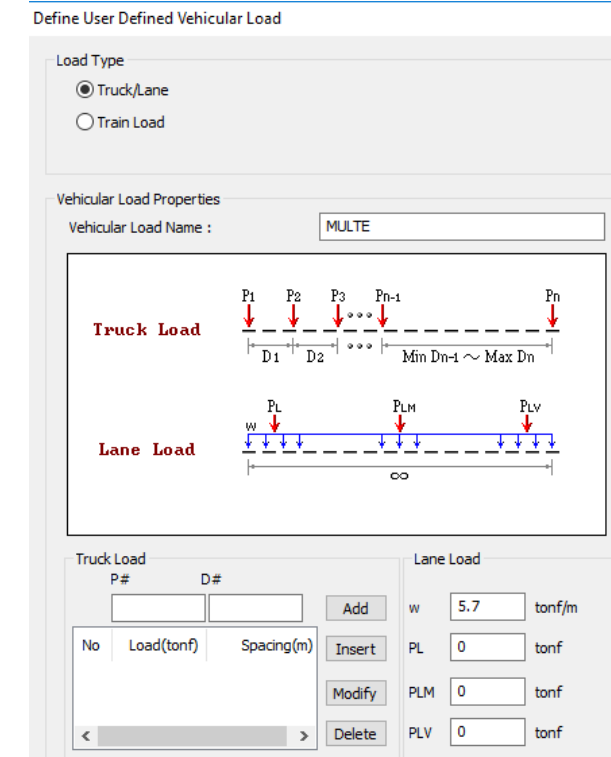 Define User Defined Vehicular Load
Load Type
Truck/Lane
Train Load
Vehicular Load Properties
Vehicular Load Name : MULTE
P1 P2 P3 Pn-1 Pn
Truck Load
D1 D2 Min Dn-1 ~ Max Dn
PL PLM PLV
w
Lane Load
∞
Truck Load
P# D#
Add
No Load(tonf) Spacing(m)
Insert
Modify
Delete
Lane Load
w 5.7 tonf/m
PL 0 tonf
PLM 0 tonf
PLV 0 tonf